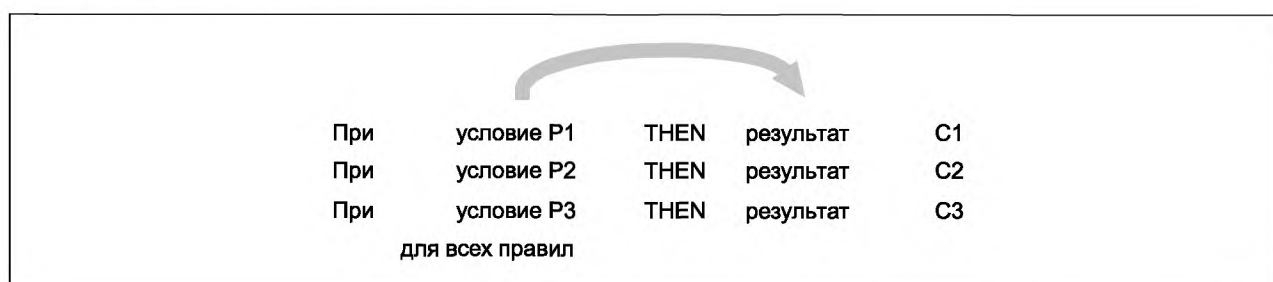 При условие P1 THEN результат C1
При условие P2 THEN результат C2
При условие P3 THEN результат C3
для всех правил